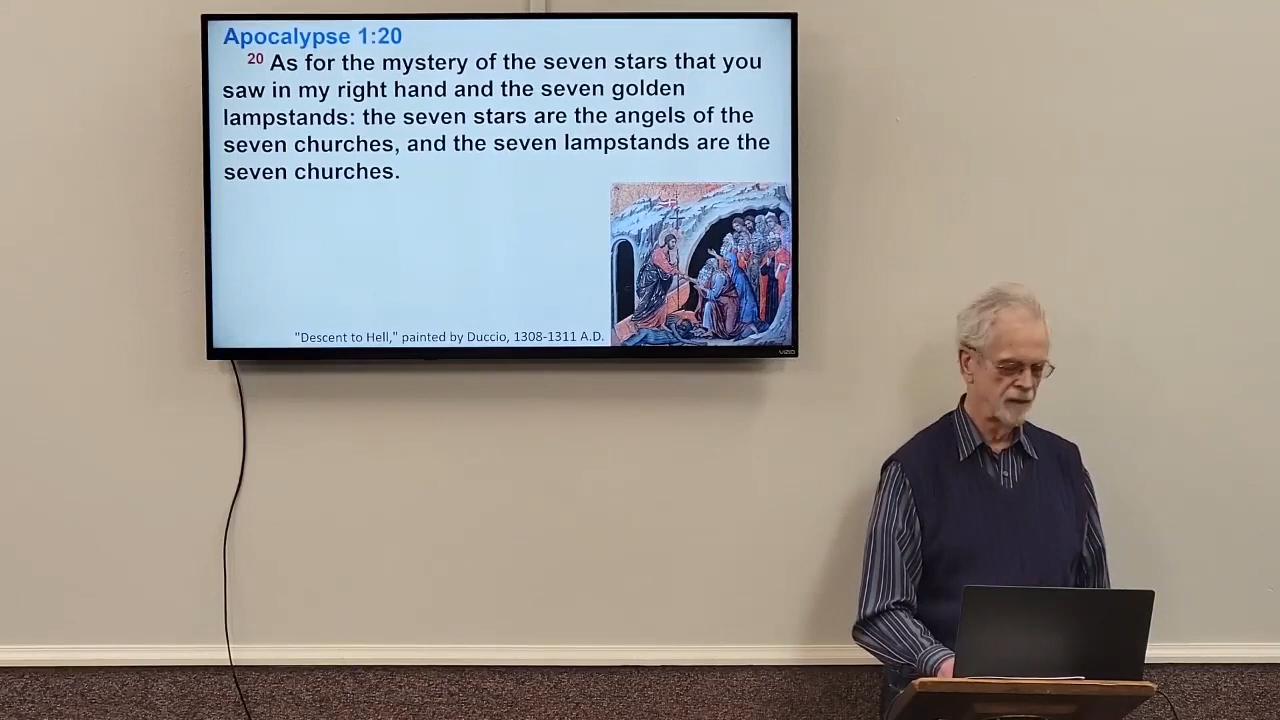 Apocalypse 1:20
20 As for the mystery of the seven stars that you
saw in my right hand and the seven golden
lampstands: the seven stars are the angels of the
seven churches, and the seven lampstands are the
seven churches.
"Descent to Hell," painted by Duccio, 1308-1311 A.D.
VIZIO